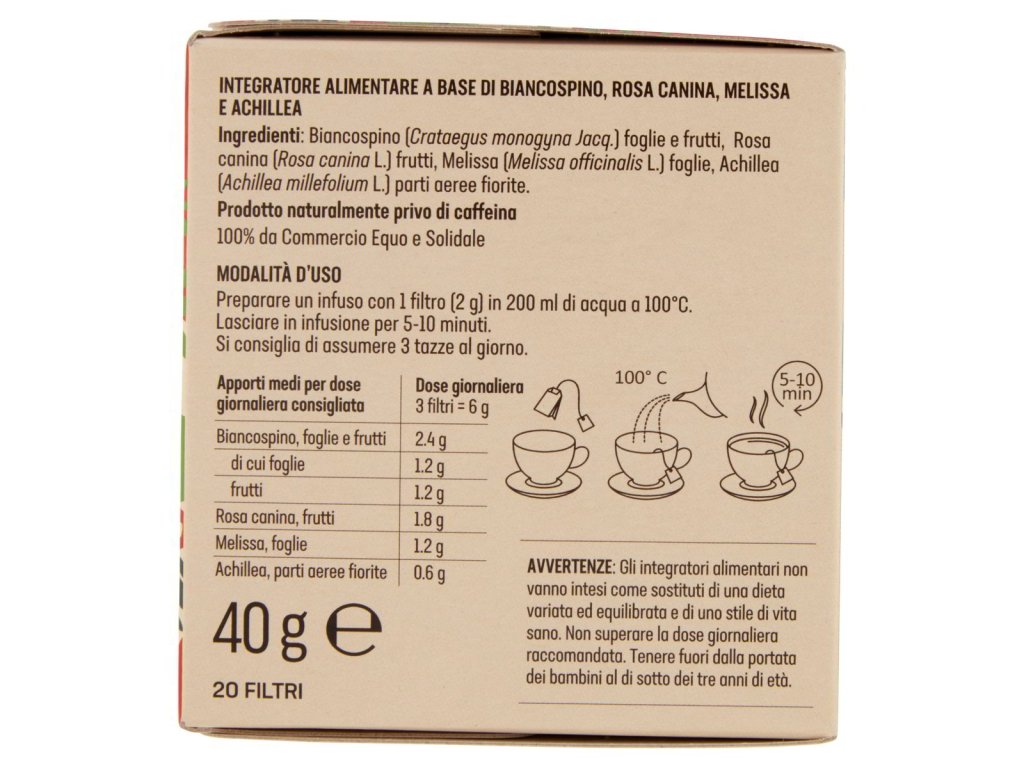 INTEGRATORE ALIMENTARE A BASE DI BIANCOSPINO, ROSA CANINA, MELISSA
E ACHILLEA
Ingredienti: Biancospino (Crataegus monogyna Jacq.) foglie e frutti, Rosa
canina (Rosa canina L.) frutti, Melissa (Melissa officinalis L.) foglie, Achillea
(Achillea millefolium L.) parti aeree fiorite.
Prodotto naturalmente privo di caffeina
100% da Commercio Equo e Solidale
MODALITÀ D'USO
Preparare un infuso con 1 filtro (2 g) in 200 ml di acqua a 100°C.
Lasciare in infusione per 5-10 minuti.
Si consiglia di assumere 3 tazze al giorno.
Apporti medi per dose Dose giornaliera
giornaliera consigliata 3 filtri = 6 g
Biancospino, foglie e frutti 2.4 g
di cui foglie 1.2 g
frutti 1.2 g
Rosa canina, frutti 1.8 g
Melissa, foglie 1.2 g
Achillea, parti aeree fiorite 0.6 g
100° C
5-10
min
AVVERTENZE: Gli integratori alimentari non
vanno intesi come sostituti di una dieta
variata ed equilibrata e di uno stile di vita
sano. Non superare la dose giornaliera
raccomandata. Tenere fuori dalla portata
dei bambini al di sotto dei tre anni di età.
40 g ℮
20 FILTRI